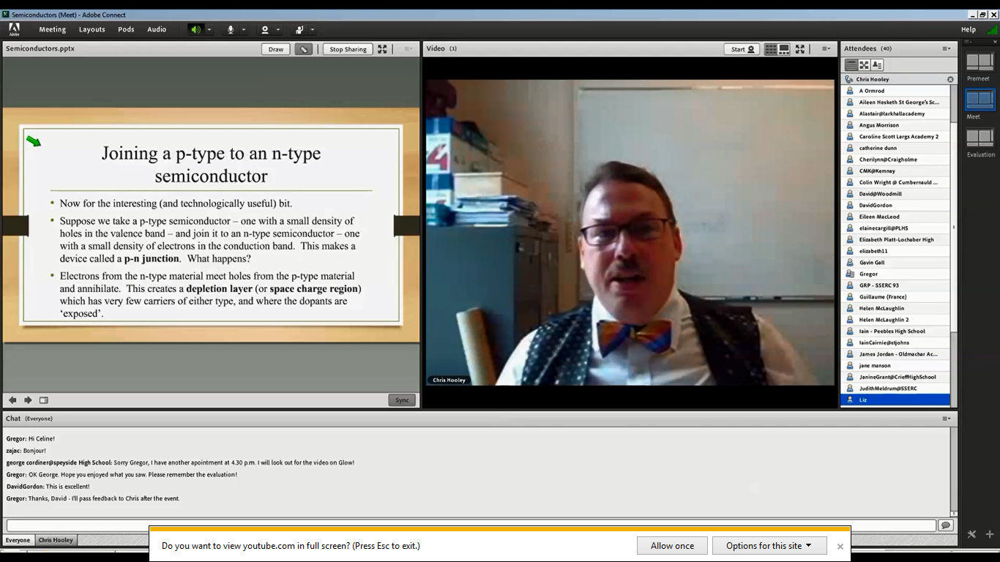 Semiconductors (Meet) - Adobe Connect
Adobe
Meeting Layouts Pods Audio Help
Semiconductors.pptx
Draw
Stop Sharing
Joining a p-type to an n-type
semiconductor
• Now for the interesting (and technologically useful) bit.
• Suppose we take a p-type semiconductor – one with a small density of
holes in the valence band – and join it to an n-type semiconductor – one
with a small density of electrons in the conduction band. This makes a
device called a p-n junction. What happens?
• Electrons from the n-type material meet holes from the p-type material
and annihilate. This creates a depletion layer (or space charge region)
which has very few carriers of either type, and where the dopants are
‘exposed’.
Sync
Video (1)
Start
4
Chris Hooley
Attendees (40)
Chris Hooley
A Ormrod
Aileen Hesketh St George's Sc...
Alastair@larkhallacademy
Angus Morrison
Caroline Scott Largs Academy 2
catherine dunn
Cherilynn@Craigholme
CMK@Kemnay
Colin Wright @ Cumbernauld ...
David@Woodmill
DavidGordon
Eileen MacLeod
elainecargill@PLHS
Elizabeth Platt-Lochaber High
elizabeth11
Gavin Gall
Gregor
GRP - SSERC 93
Guillaume (France)
Helen McLaughlin
Helen McLaughlin 2
Iain - Peebles High School
IainCairnie@stjohns
James Jordan - Oldmachar Ac...
jane manson
JanineGrant@CrieffHighSchool
JudithMeldrum@SSERC
Liz
Premeet
Meet
Evaluation
Chat (Everyone)
Gregor: Hi Celine!
zajac: Bonjour!
george cordiner@speyside High School: Sorry Gregor, I have another apointment at 4.30 p.m. I will look out for the video on Glow!
Gregor: OK George. Hope you enjoyed what you saw. Please remember the evaluation!
DavidGordon: This is excellent!
Gregor: Thanks, David - I'll pass feedback to Chris after the event.
Everyone Chris Hooley
Do you want to view youtube.com in full screen? (Press Esc to exit.)
Allow once
Options for this site